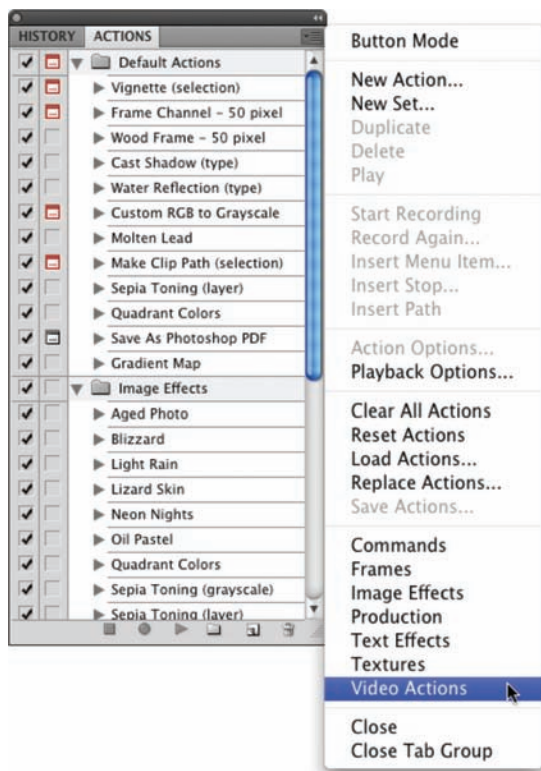 HISTORY ACTIONS
Default Actions
Vignette (selection)
Frame Channel – 50 pixel
Wood Frame – 50 pixel
Cast Shadow (type)
Water Reflection (type)
Custom RGB to Grayscale
Molten Lead
Make Clip Path (selection)
Sepia Toning (layer)
Quadrant Colors
Save As Photoshop PDF
Gradient Map
Image Effects
Aged Photo
Blizzard
Light Rain
Lizard Skin
Neon Nights
Oil Pastel
Quadrant Colors
Sepia Toning (grayscale)
Sepia Toning (layer)
Button Mode
New Action...
New Set...
Duplicate
Delete
Play
Start Recording
Record Again...
Insert Menu Item...
Insert Stop...
Insert Path
Action Options...
Playback Options...
Clear All Actions
Reset Actions
Load Actions...
Replace Actions...
Save Actions...
Commands
Frames
Image Effects
Production
Text Effects
Textures
Video Actions
Close
Close Tab Group